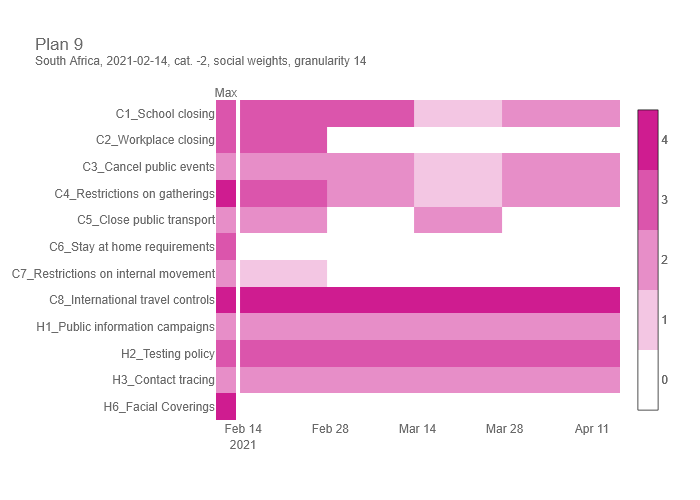 Plan 9
South Africa, 2021-02-14, cat. -2, social weights, granularity 14
Max
C1_School closing
C2_Workplace closing
C3_Cancel public events
C4_Restrictions on gatherings
C5_Close public transport
C6_Stay at home requirements
C7_Restrictions on internal movement
C8_International travel controls
H1_Public information campaigns
H2_Testing policy
H3_Contact tracing
H6_Facial Coverings
Feb 14
2021
Feb 28
Mar 14
Mar 28
Apr 11
4
3
2
1
0